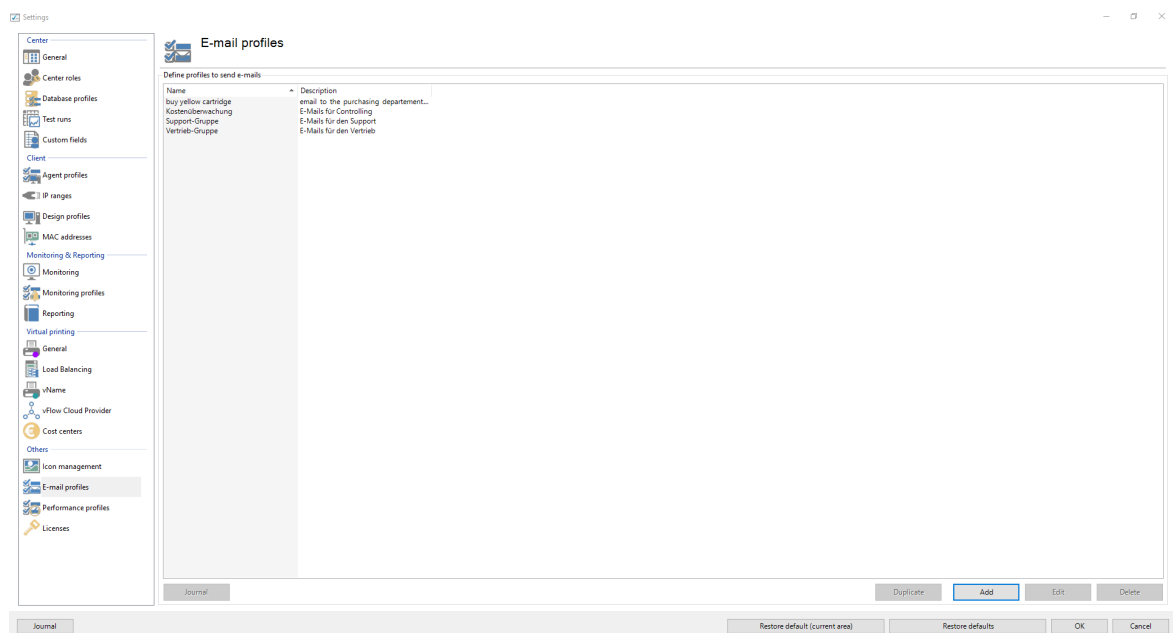 Settings
Center
General
Center roles
Database profiles
Test runs
Custom fields
Client
Agent profiles
IP ranges
Design profiles
MAC addresses
Monitoring & Reporting
Monitoring
Monitoring profiles
Reporting
Virtual printing
General
Load Balancing
vName
vFlow Cloud Provider
Cost centers
Others
Icon management
E-mail profiles
Performance profiles
Licenses
E-mail profiles
Define profiles to send e-mails
Name Description
buy yellow cartridge email to the purchasing departement...
Kostenüberwachung E-Mails für Controlling
Support-Gruppe E-Mails für den Support
Vertrieb-Gruppe E-Mails für den Vertrieb
Journal Duplicate Add Edit Delete
Journal Restore default (current area) Restore defaults OK Cancel